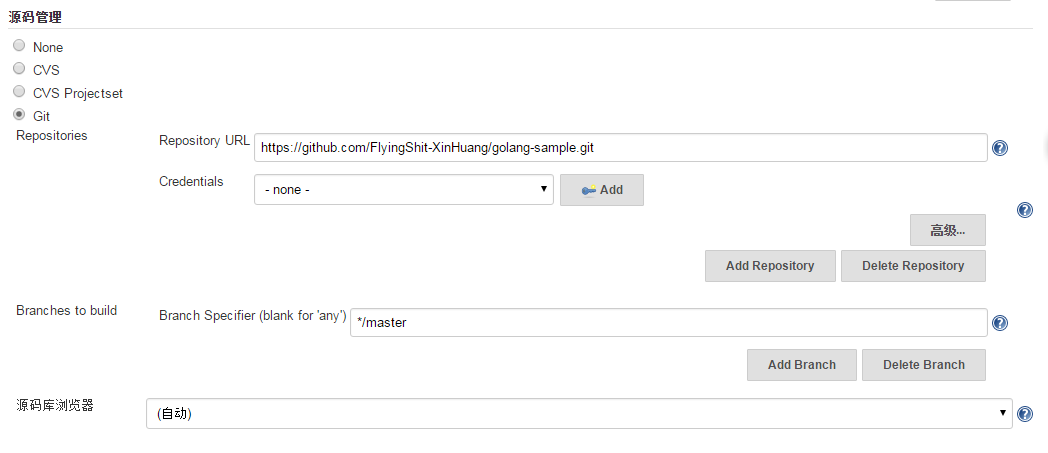 源码管理
None
CVS
CVS Projectset
Git
Repositories
Repository URL
https://github.com/FlyingShit-XinHuang/golang-sample.git
Credentials
- none -
Add
高级...
Add Repository
Delete Repository
Branches to build
Branch Specifier (blank for 'any')
*/master
Add Branch
Delete Branch
源码库浏览器
(自动)